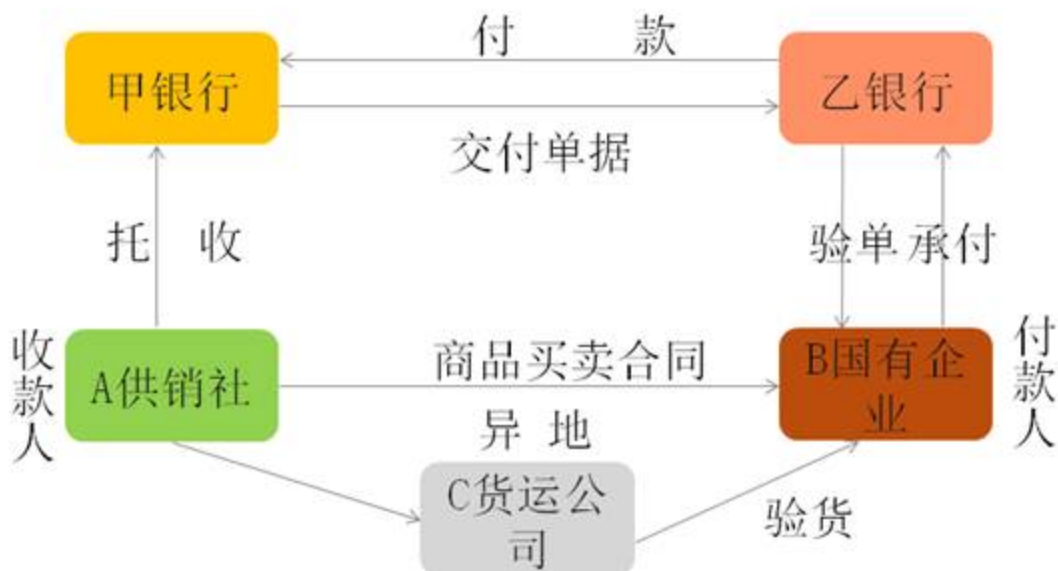 付 款
甲银行
乙银行
交付单据
托 收
验单
承付
收款人
A供销社
商品买卖合同
异 地
B国有企
业
付款人
C货运公
司
验货